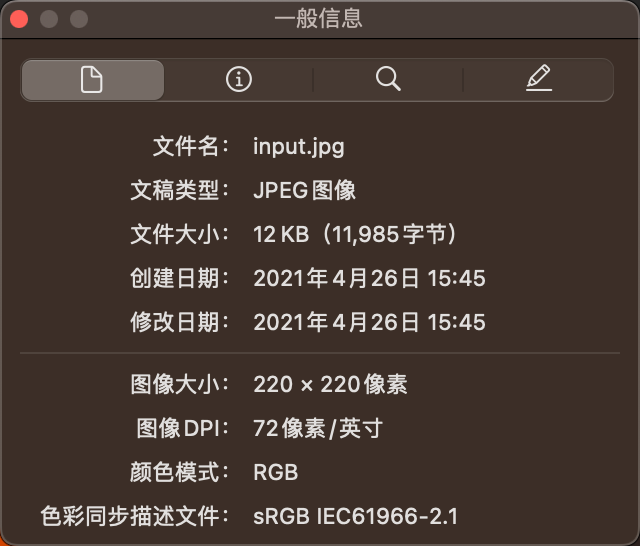 一般信息
文件名： input.jpg
文稿类型： JPEG图像
文件大小： 12 KB（11,985字节）
创建日期： 2021年4月26日 15:45
修改日期： 2021年4月26日 15:45
图像大小： 220 × 220像素
图像DPI： 72像素/英寸
颜色模式： RGB
色彩同步描述文件： sRGB IEC61966-2.1